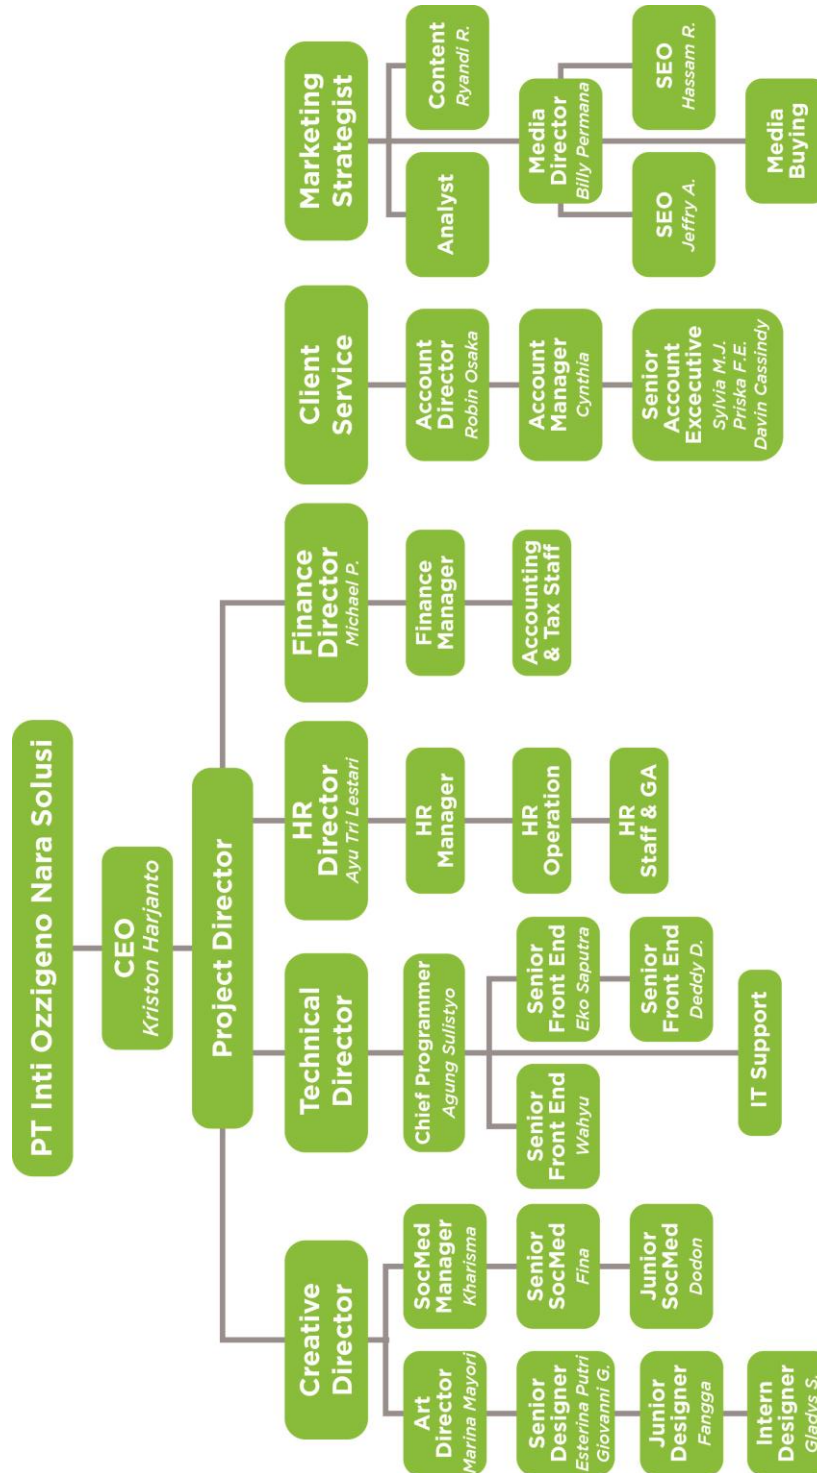 PT Inti Ozzigeno Nara Solusi
CEO
Kriston Harjanto
Project Director
Creative
Director
Art
Director
Marina Mayori
Senior
Designer
Esterina Putri
Giovanni G.
Junior
Designer
Fangga
Intern
Designer
Gladys S.
SocMed
Manager
Kharisma
Senior
SocMed
Fina
Junior
SocMed
Dodon
Technical
Director
Chief Programmer
Agung Sulistyo
Senior
Front End
Wahyu
Senior
Front End
Eko Saputra
Senior
Front End
Deddy D.
IT Support
HR
Director
Ayu Tri Lestari
HR
Manager
HR
Operation
HR
Staff & GA
Finance
Director
Michael P.
Finance
Manager
Accounting
& Tax Staff
Client
Service
Account
Director
Robin Osaka
Account
Manager
Cynthia
Senior
Account
Excecutive
Sylvia M.J.
Priska F.E.
Davin Cassindy
Marketing
Strategist
Analyst
Content
Ryandi R.
Media
Director
Billy Permana
SEO
Jeffry A.
SEO
Hassam R.
Media
Buying